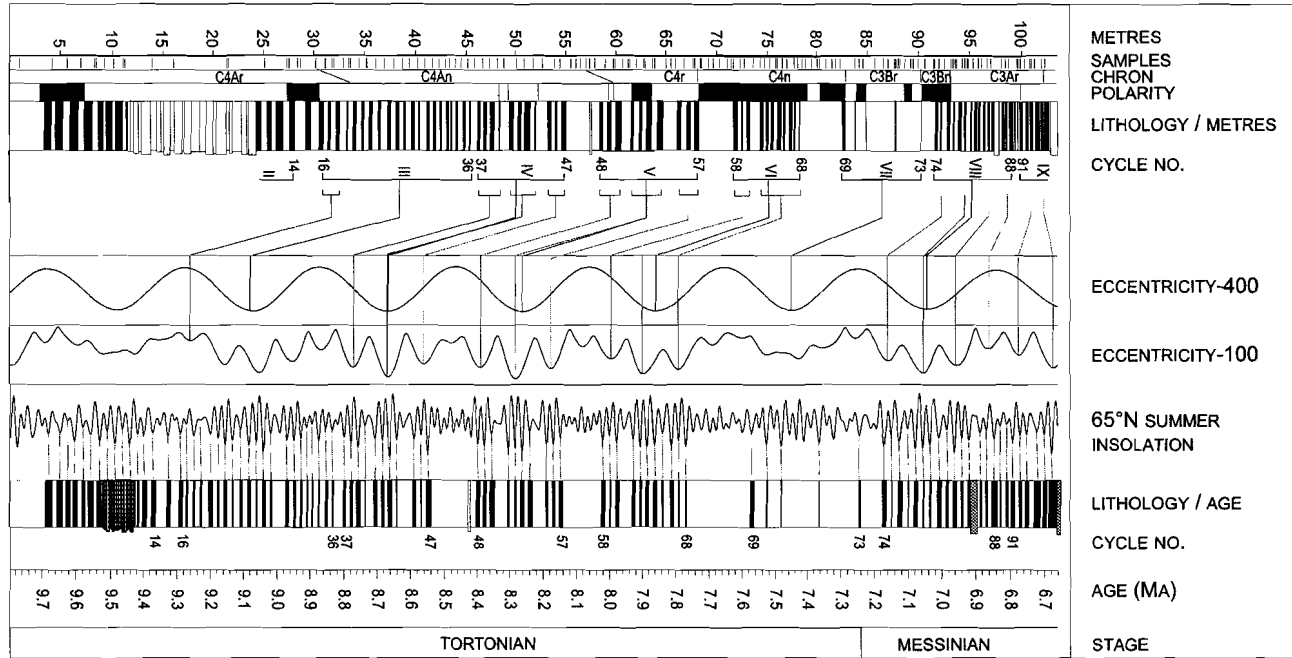 5 10 15 20 25 30 35 40 45 50 55 60 65 70 75 80 85 90 95 100 METRES
SAMPLES
C4Ar C4An C4r C4n C3Br C3Bn C3Ar CHRON
POLARITY
LITHOLOGY / METRES
14 16 36 37 47 48 57 58 68 69 73 74 88 91 CYCLE NO.
II III IV V VI VII VIII IX
ECCENTRICITY-400
ECCENTRICITY-100
65°N SUMMER
INSOLATION
LITHOLOGY / AGE
14 16 36 37 47 48 57 58 68 69 73 74 88 91 CYCLE NO.
9.7 9.6 9.5 9.4 9.3 9.2 9.1 9.0 8.9 8.8 8.7 8.6 8.5 8.4 8.3 8.2 8.1 8.0 7.9 7.8 7.7 7.6 7.5 7.4 7.3 7.2 7.1 7.0 6.9 6.8 6.7 AGE (MA)
TORTONIAN MESSINIAN STAGE